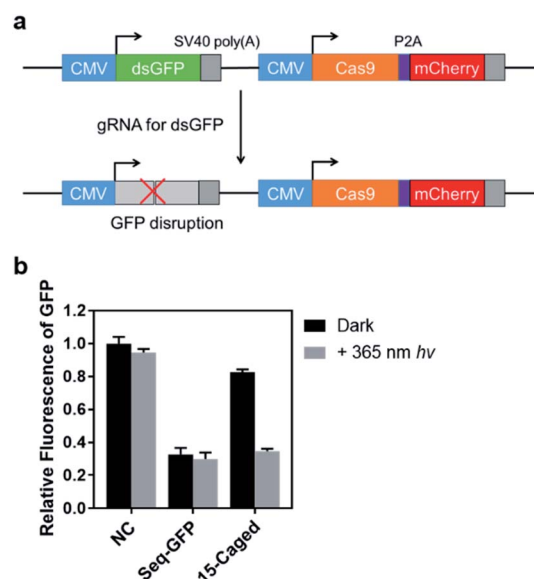 a
SV40 poly(A) P2A
CMV dsGFP CMV Cas9 mCherry
gRNA for dsGFP
CMV CMV Cas9 mCherry
GFP disruption
b
Relative Fluorescence of GFP
1.2
1.0
0.8
0.6
0.4
0.2
0.0
NC
Seq-GFP
15-Caged
Dark
+ 365 nm hv